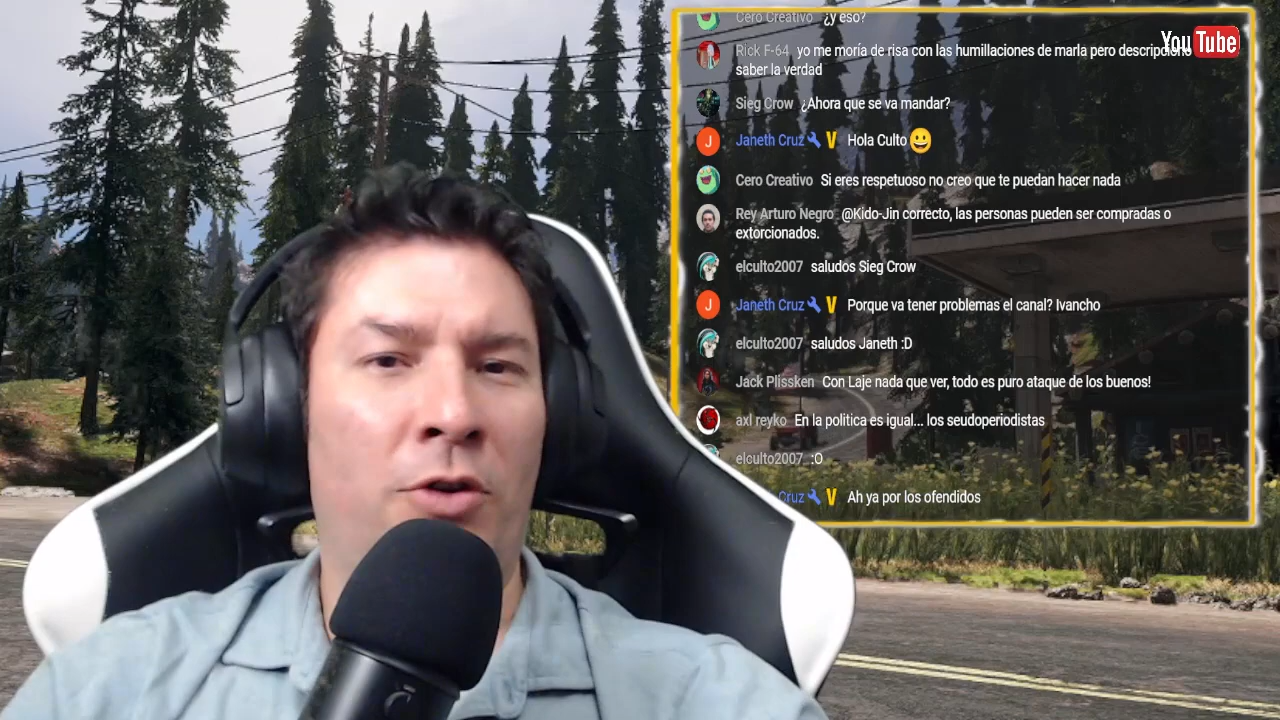 Cero Creativo ¿y eso?
YouTube
Rick F-64 yo me moría de risa con las humillaciones de marla pero
saber la verdad
Sieg Crow ¿Ahora que se va mandar?
J Janeth Cruz V Hola Culto😀
Cero Creativo Si eres respetuoso no creo que te puedan hacer nada
Rey Arturo Negro @Kido-Jin correcto, las personas pueden ser compradas o
extorcionados.
elculto2007 saludos Sieg Crow
J Janeth Cruz V Porque va tener problemas el canal? Ivancho
elculto2007 saludos Janeth :D
Jack Plissken Con Laje nada que ver, todo es puro ataque de los buenos!
axl reyko En la politica es igual... los seudoperiodistas
elculto2007 :O
Cruz V Ah ya por los ofendidos